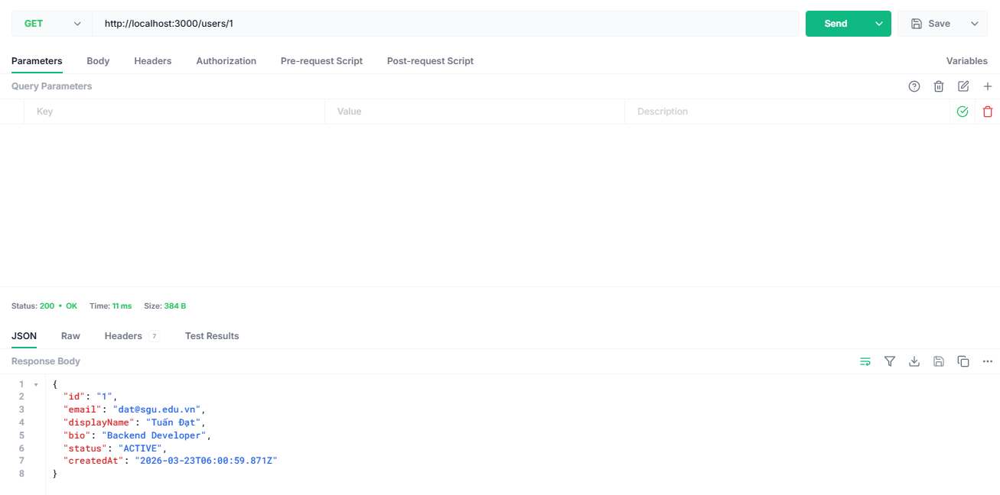 GET http://localhost:3000/users/1 Send Save
Parameters Body Headers Authorization Pre-request Script Post-request Script Variables
Query Parameters
Key Value Description
Status: 200 • OK Time: 11 ms Size: 384 B
JSON Raw Headers 7 Test Results
Response Body
1 {
2 "id": "1",
3 "email": "dat@sgu.edu.vn",
4 "displayName": "Tuấn Đạt",
5 "bio": "Backend Developer",
6 "status": "ACTIVE",
7 "createdAt": "2026-03-23T06:00:59.871Z"
8 }